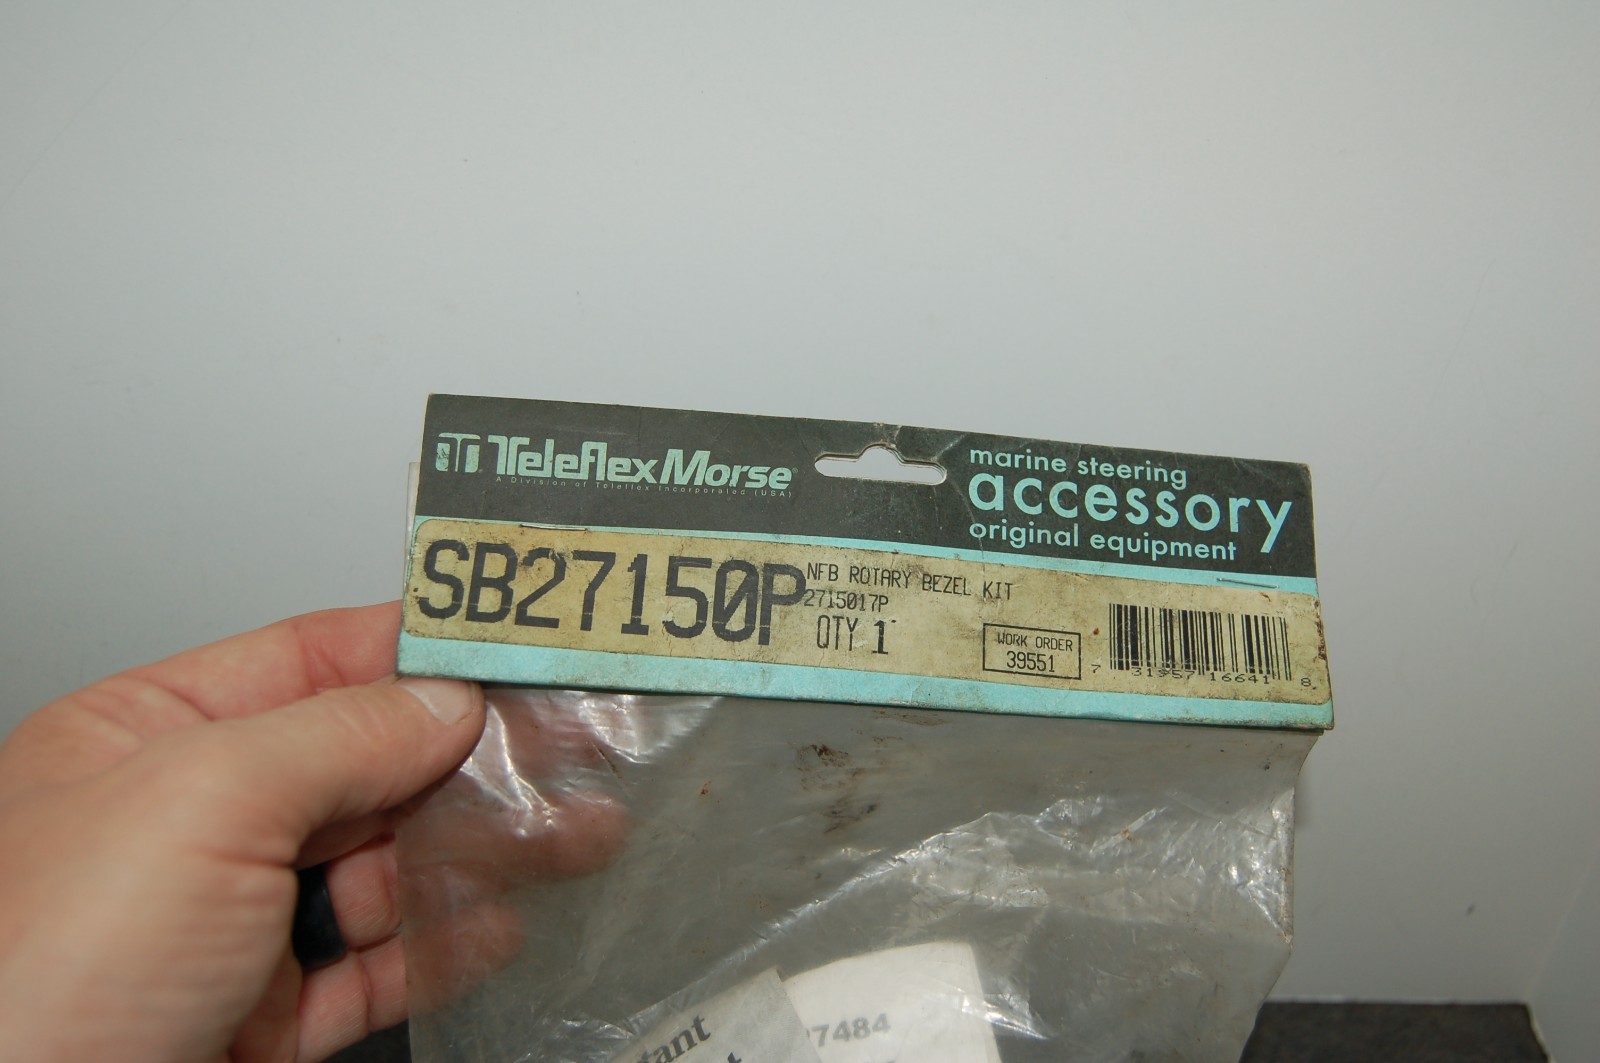 TeleflexMorse
A Division of Teleflex Incorporated (USA)
marine steering
accessory
original equipment
SB27150P
NFB ROTARY BEZEL KIT
2715017P
QTY 1
WORK ORDER
39551
7 31957 16641 8
7484